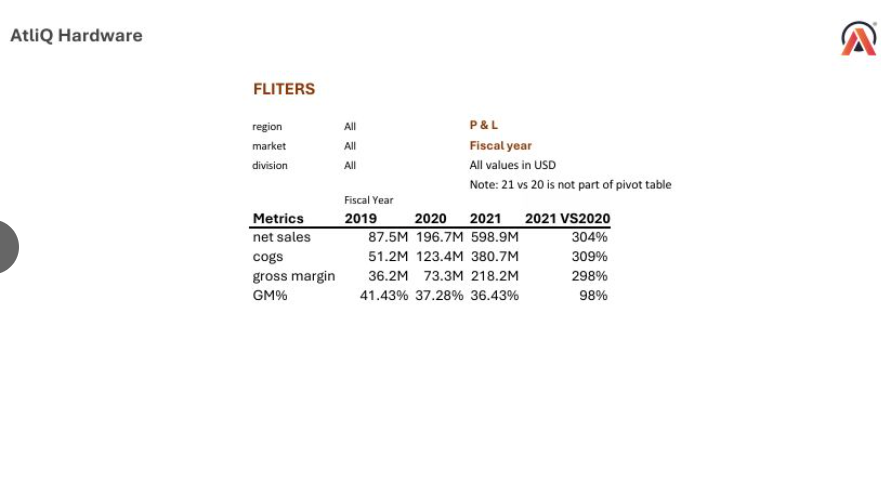 AtliQ Hardware
FLITERS
region All P & L
market All Fiscal year
division All All values in USD
Note: 21 vs 20 is not part of pivot table
Fiscal Year
Metrics 2019 2020 2021 2021 VS2020
net sales 87.5M 196.7M 598.9M 304%
cogs 51.2M 123.4M 380.7M 309%
gross margin 36.2M 73.3M 218.2M 298%
GM% 41.43% 37.28% 36.43% 98%